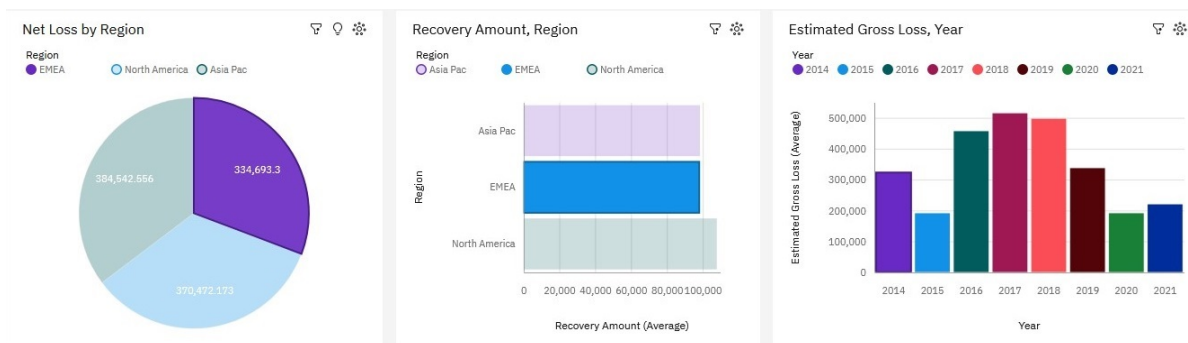 Net Loss by Region
Region
EMEA North America Asia Pac
334,693.3
384,542.556
370,472.173
Recovery Amount, Region
Region
Asia Pac EMEA North America
Region
Asia Pac
EMEA
North America
0 20,000 40,000 60,000 80,000 100,000
Recovery Amount (Average)
Estimated Gross Loss, Year
Year
2014 2015 2016 2017 2018 2019 2020 2021
Estimated Gross Loss (Average)
500,000
400,000
300,000
200,000
100,000
0
2014 2015 2016 2017 2018 2019 2020 2021
Year